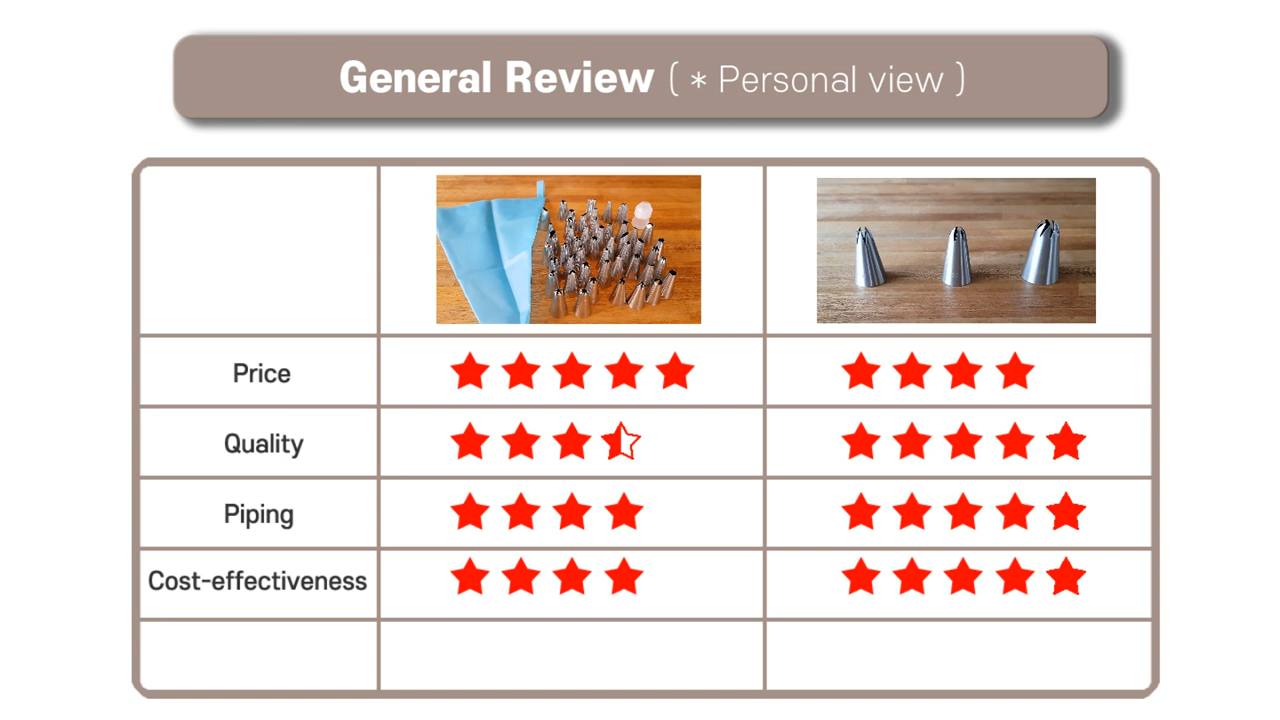 General Review ( * Personal view )
Price
Quality
Piping
Cost-effectiveness